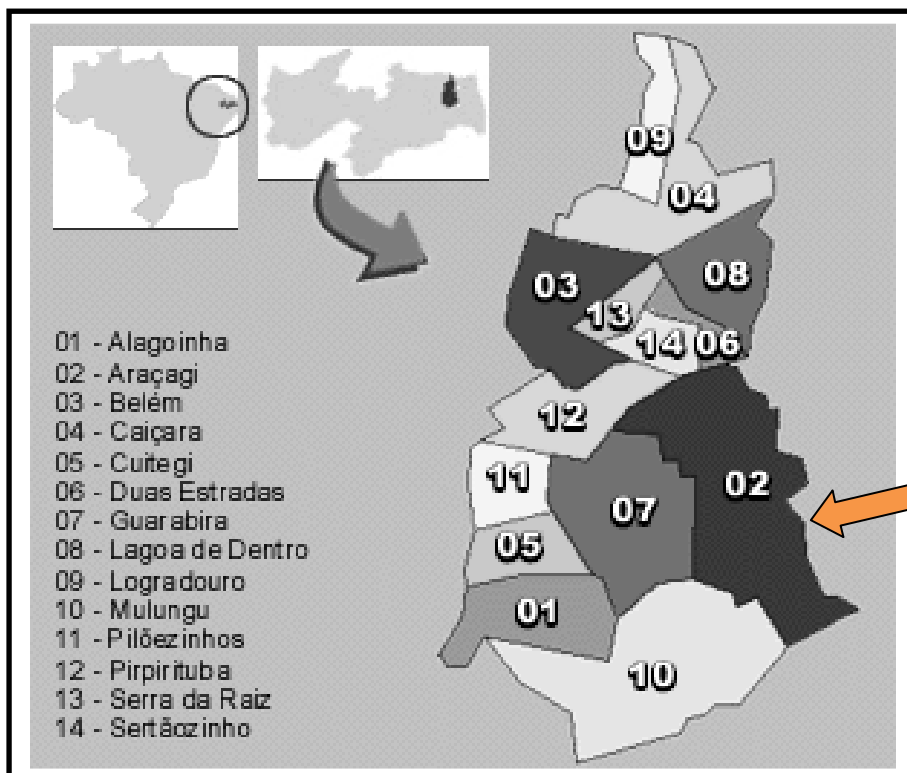 09
04
08
03
13
14 06
12
11
02
07
05
01
10
01 - Alagoinha
02 - Araçagi
03 - Belém
04 - Caiçara
05 - Cuitegi
06 - Duas Estradas
07 - Guarabira
08 - Lagoa de Dentro
09 - Logradouro
10 - Mulungu
11 - Pilõezinhos
12 - Pirpirituba
13 - Serra da Raiz
14 - Sertãozinho